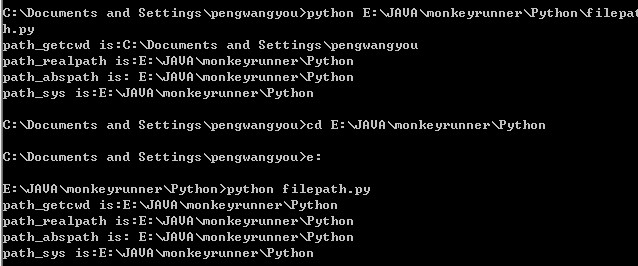 C:\Documents and Settings\pengwangyou>python E:\JAVA\monkeyrunner\Python\filepat
h.py
path_getcwd is:C:\Documents and Settings\pengwangyou
path_realpath is:E:\JAVA\monkeyrunner\Python
path_abspath is: E:\JAVA\monkeyrunner\Python
path_sys is:E:\JAVA\monkeyrunner\Python
C:\Documents and Settings\pengwangyou>cd E:\JAVA\monkeyrunner\Python
C:\Documents and Settings\pengwangyou>e:
E:\JAVA\monkeyrunner\Python>python filepath.py
path_getcwd is:E:\JAVA\monkeyrunner\Python
path_realpath is:E:\JAVA\monkeyrunner\Python
path_abspath is: E:\JAVA\monkeyrunner\Python
path_sys is:E:\JAVA\monkeyrunner\Python